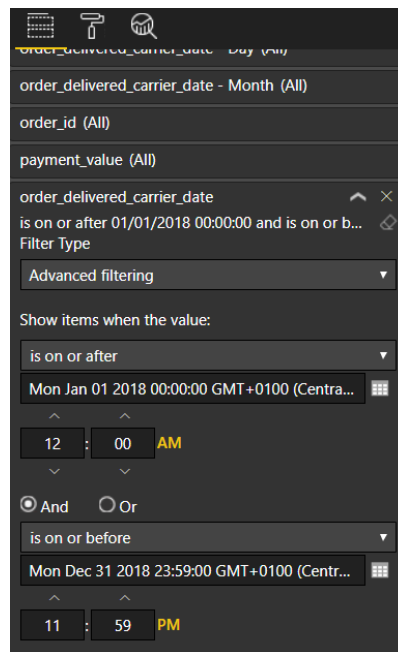 order_delivered_carrier_date - Day (All)
order_delivered_carrier_date - Month (All)
order_id (All)
payment_value (All)
order_delivered_carrier_date
is on or after 01/01/2018 00:00:00 and is on or b...
Filter Type
Advanced filtering
Show items when the value:
is on or after
Mon Jan 01 2018 00:00:00 GMT+0100 (Centra...
12 : 00 AM
And Or
is on or before
Mon Dec 31 2018 23:59:00 GMT+0100 (Centr...
11 : 59 PM